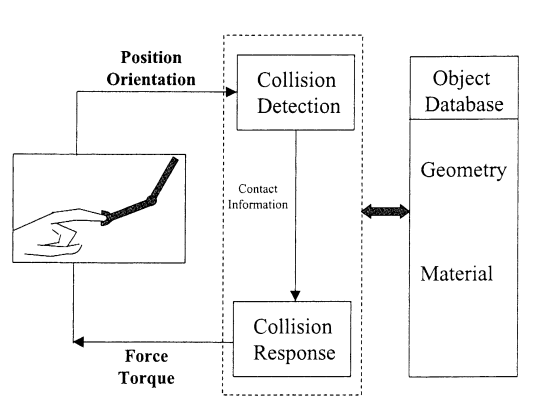 Position
Orientation
Collision
Detection
Object
Database
Geometry
Contact
Information
Material
Collision
Response
Force
Torque